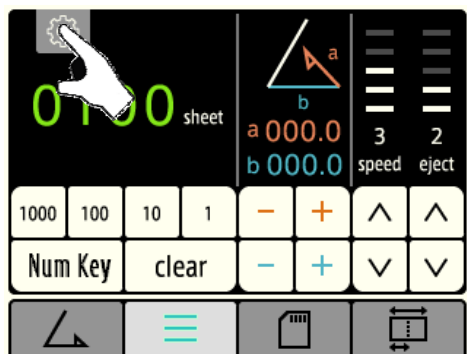 0100 sheet
a
b
a 000.0
b 000.0
3 2
speed eject
1000 100 10 1 - +
Num Key clear - +